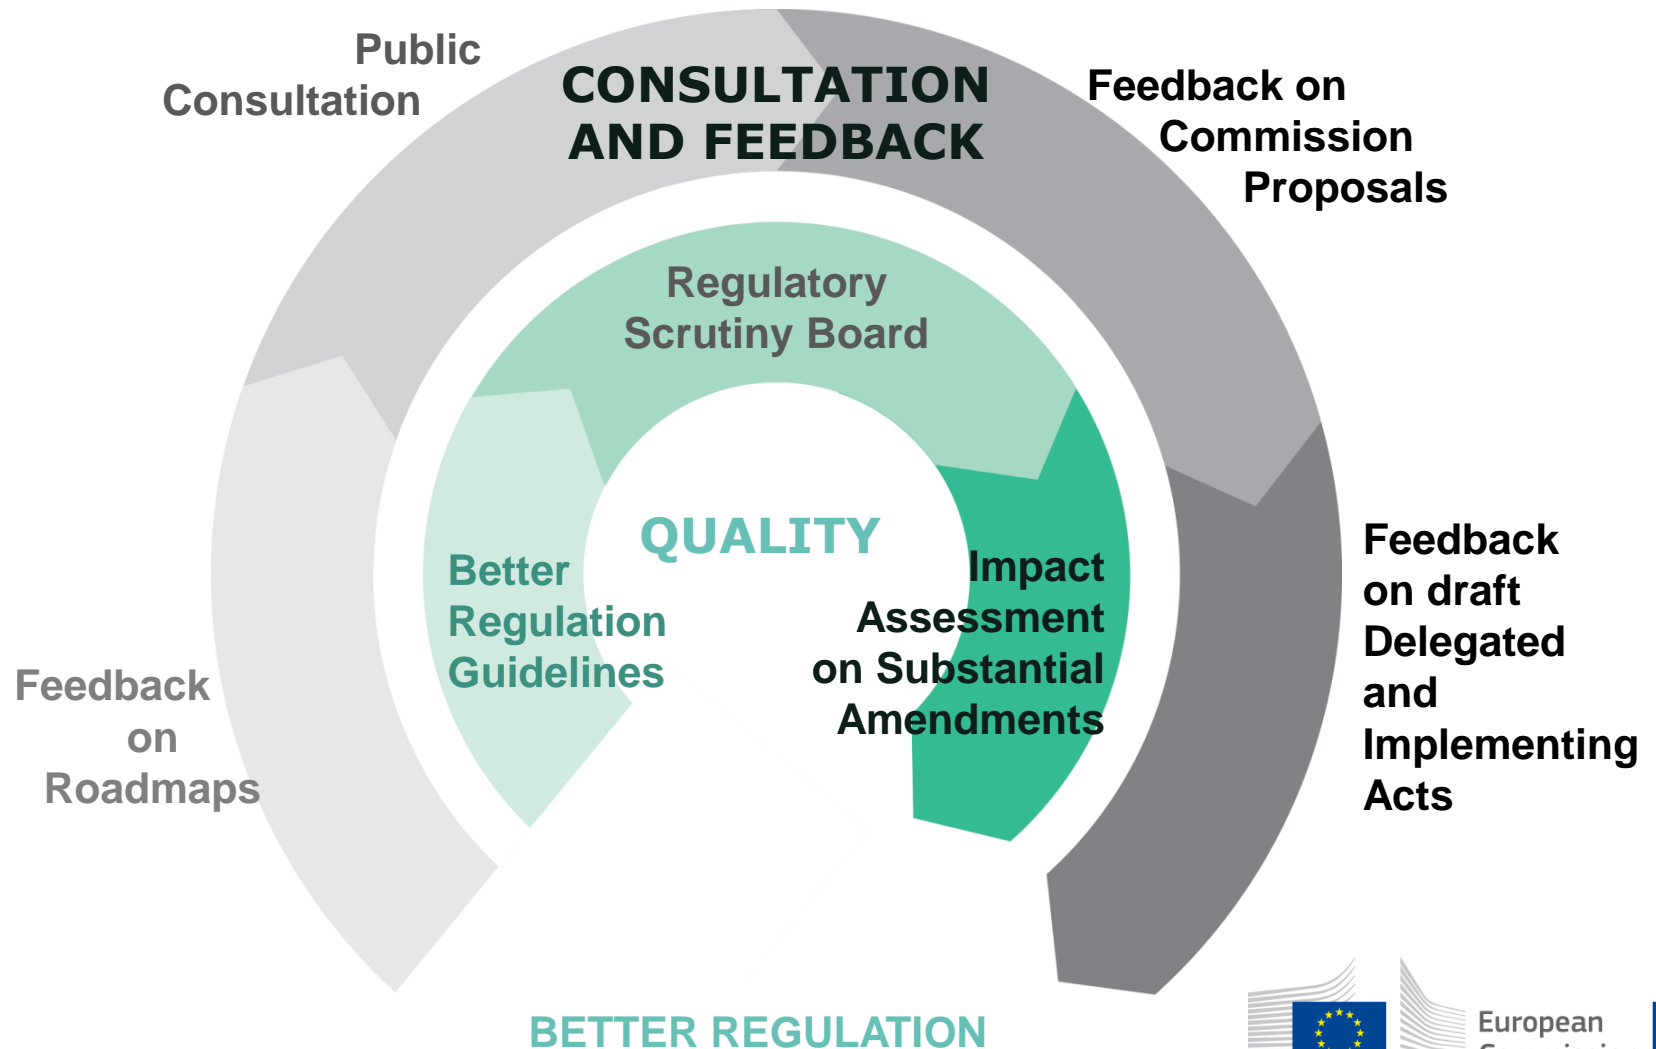 Public
Consultation
CONSULTATION
AND FEEDBACK
Feedback on
Commission
Proposals
Regulatory
Scrutiny Board
QUALITY
Better
Regulation
Guidelines
Impact
Assessment
on Substantial
Amendments
Feedback
on
Roadmaps
Feedback
on draft
Delegated
and
Implementing
Acts
BETTER REGULATION
European